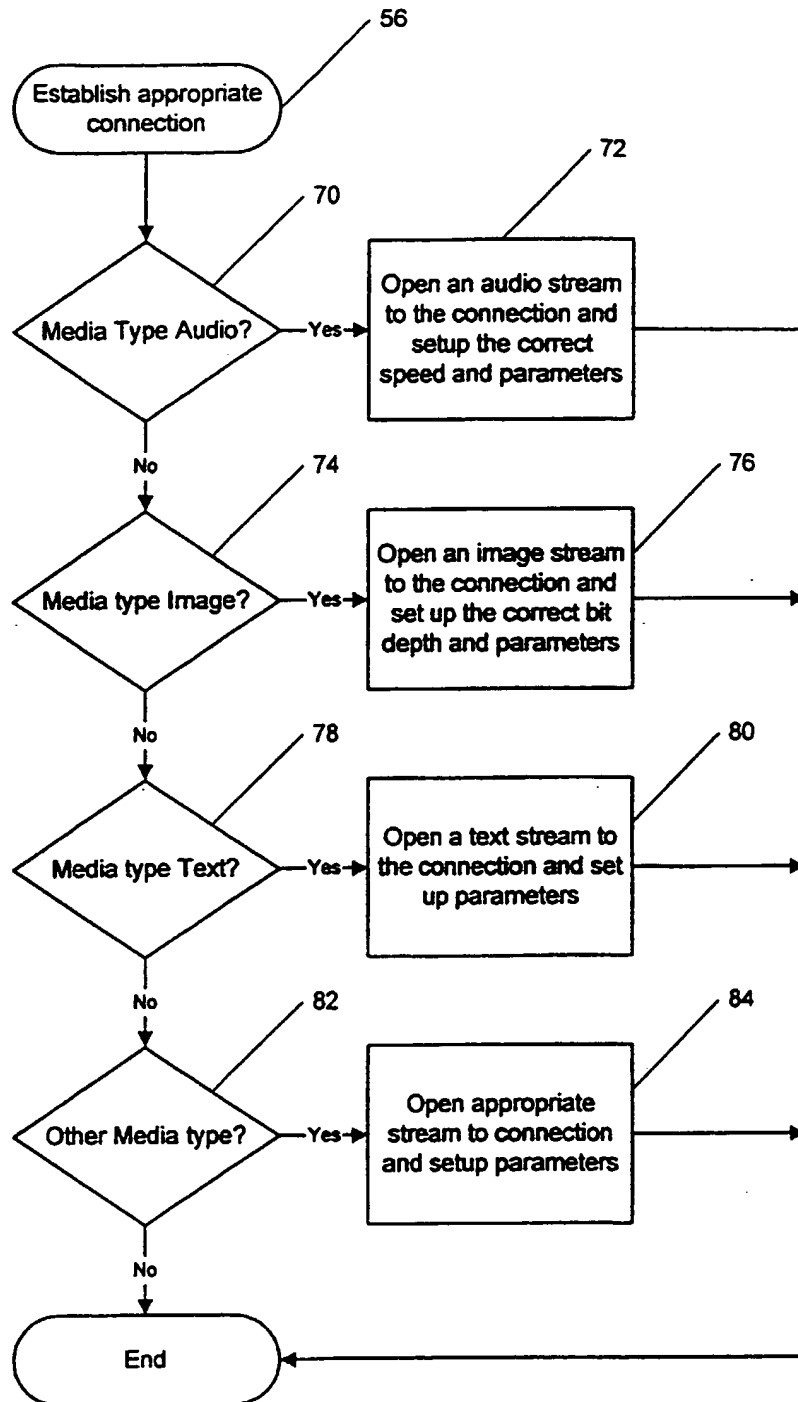 56
Establish appropriate
connection
72
70
Open an audio stream
to the connection and
setup the correct
speed and parameters
Media Type Audio?
Yes
No
74
76
Open an image stream
to the connection and
set up the correct bit
depth and parameters
Media type Image?
Yes
No
78
80
Open a text stream to
the connection and set
up parameters
Media type Text?
Yes
No
82
84
Open appropriate
stream to connection
and setup parameters
Other Media type?
Yes
No
End